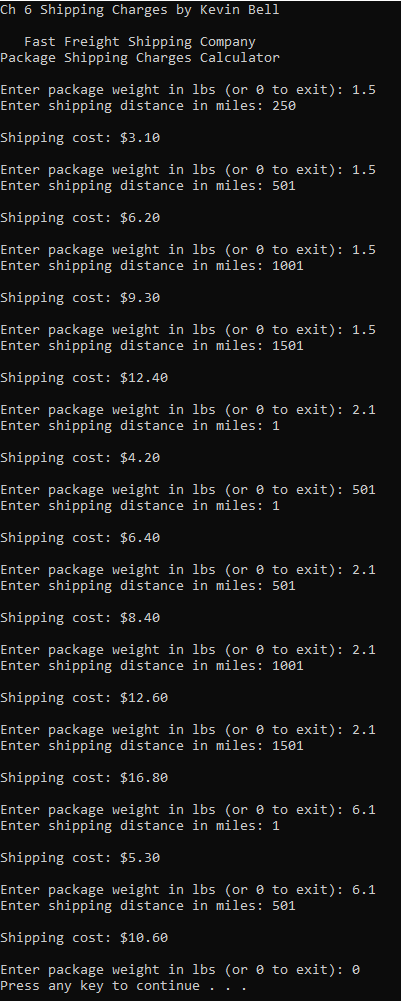 Ch 6 Shipping Charges by Kevin Bell
Fast Freight Shipping Company
Package Shipping Charges Calculator
Enter package weight in lbs (or 0 to exit): 1.5
Enter shipping distance in miles: 250
Shipping cost: $3.10
Enter package weight in lbs (or 0 to exit): 1.5
Enter shipping distance in miles: 501
Shipping cost: $6.20
Enter package weight in lbs (or 0 to exit): 1.5
Enter shipping distance in miles: 1001
Shipping cost: $9.30
Enter package weight in lbs (or 0 to exit): 1.5
Enter shipping distance in miles: 1501
Shipping cost: $12.40
Enter package weight in lbs (or 0 to exit): 2.1
Enter shipping distance in miles: 1
Shipping cost: $4.20
Enter package weight in lbs (or 0 to exit): 501
Enter shipping distance in miles: 1
Shipping cost: $6.40
Enter package weight in lbs (or 0 to exit): 2.1
Enter shipping distance in miles: 501
Shipping cost: $8.40
Enter package weight in lbs (or 0 to exit): 2.1
Enter shipping distance in miles: 1001
Shipping cost: $12.60
Enter package weight in lbs (or 0 to exit): 2.1
Enter shipping distance in miles: 1501
Shipping cost: $16.80
Enter package weight in lbs (or 0 to exit): 6.1
Enter shipping distance in miles: 1
Shipping cost: $5.30
Enter package weight in lbs (or 0 to exit): 6.1
Enter shipping distance in miles: 501
Shipping cost: $10.60
Enter package weight in lbs (or 0 to exit): 0
Press any key to continue . . .